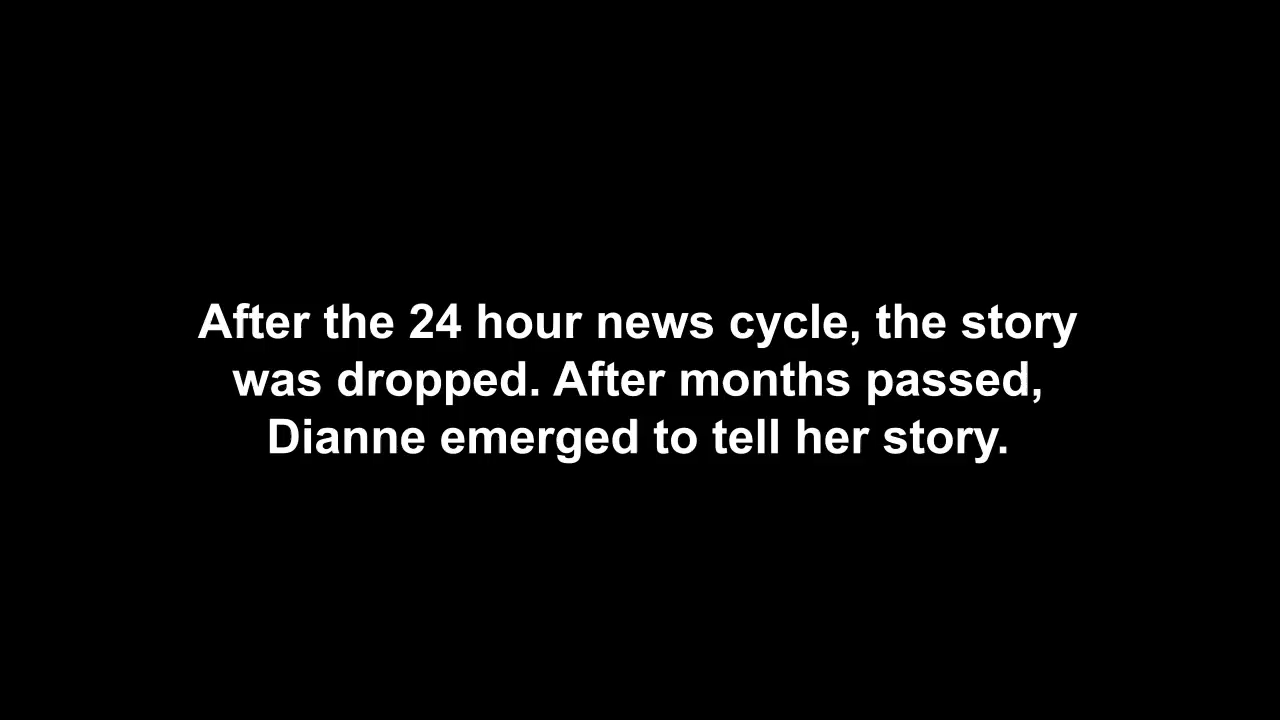 After the 24 hour news cycle, the story
was dropped. After months passed,
Dianne emerged to tell her story.